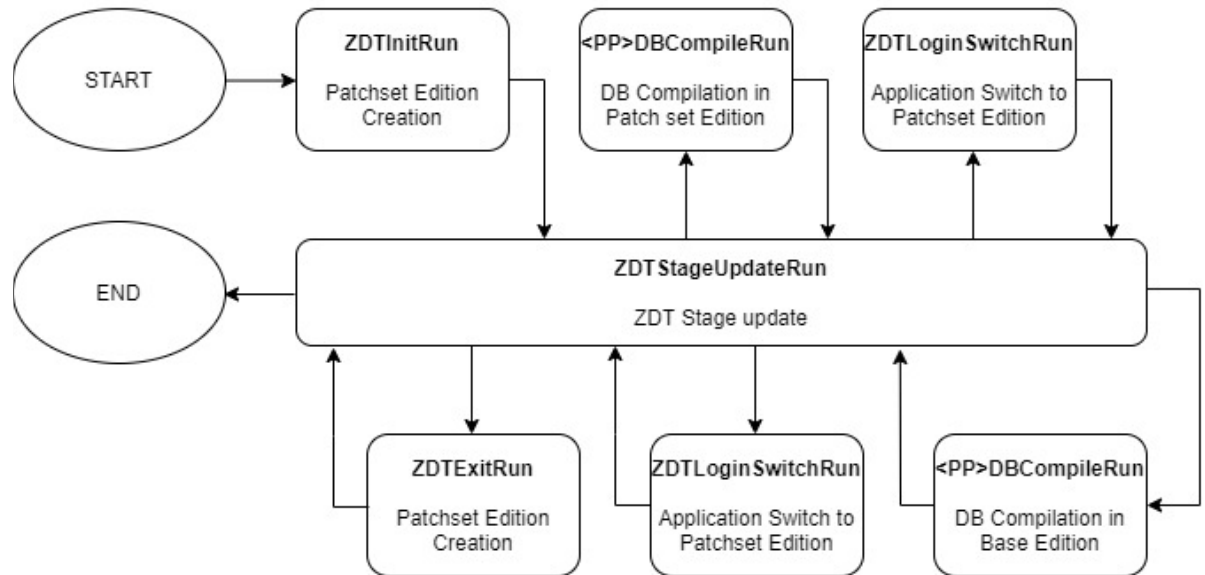 START
ZDTInitRun
Patchset Edition
Creation
<PP>DBCompileRun
DB Compilation in
Patch set Edition
ZDTLoginSwitchRun
Application Switch to
Patchset Edition
END
ZDTStageUpdateRun
ZDT Stage update
ZDTExitRun
Patchset Edition
Creation
ZDTLoginSwitchRun
Application Switch to
Patchset Edition
<PP>DBCompileRun
DB Compilation in
Base Edition